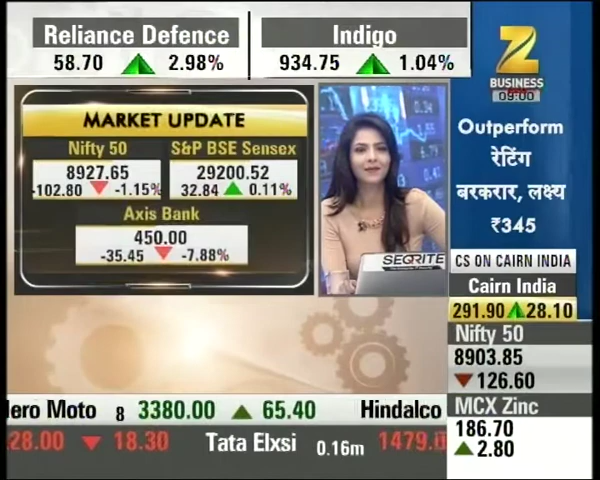 Reliance Defence
58.70 2.98%
Indigo
934.75 1.04%
Z
BUSINESS
09:00
MARKET UPDATE
Nifty 50
8927.65
-102.80 -1.15%
S&P BSE Sensex
29200.52
32.84 0.11%
Axis Bank
450.00
-35.45 -7.88%
SEQRITE
Outperform
रेटिंग
बरकरार, लक्ष्य
₹345
CS ON CAIRN INDIA
Cairn India
291.90 28.10
Nifty 50
8903.85
126.60
MCX Zinc
186.70
2.80
ero Moto 8 3380.00 65.40 Hindalco
28.00 18.30 Tata Elxsi 0.16m 1479.0